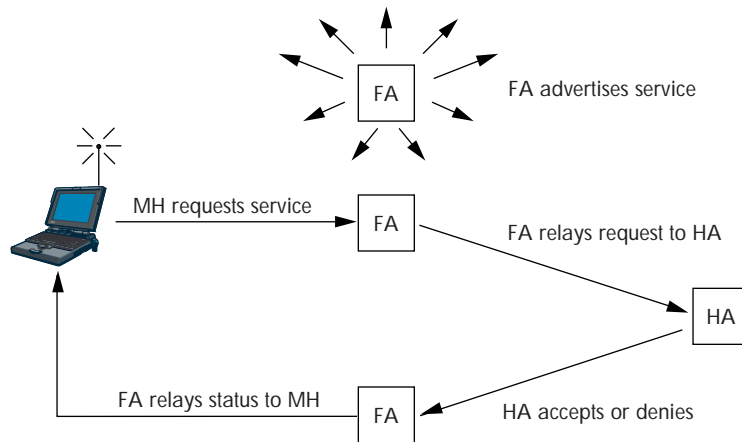 FA
FA advertises service
MH requests service
FA
FA relays request to HA
HA
FA relays status to MH
FA
HA accepts or denies